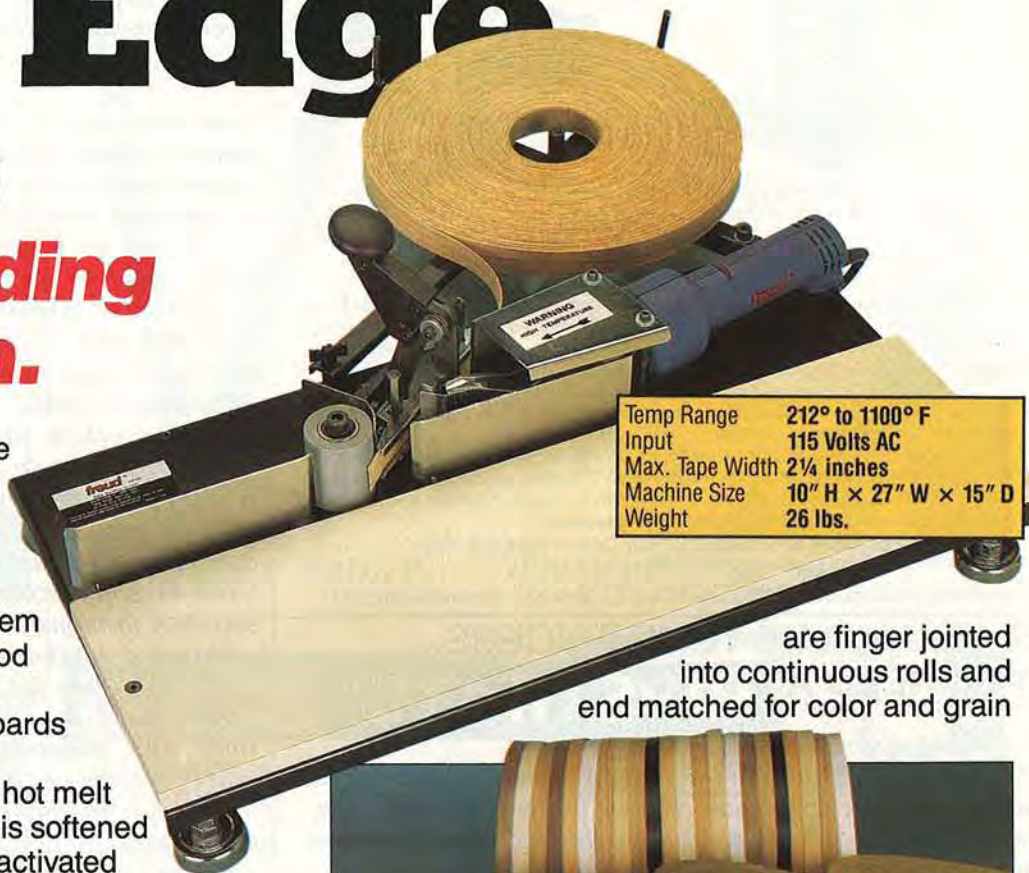 Edge
ding
n.
e
em
od
oards
hot melt
is softened
activated
WARNING
HIGH TEMPERATURE
freud
freud
Temp Range 212° to 1100° F
Input 115 Volts AC
Max. Tape Width 2¼ inches
Machine Size 10" H × 27" W × 15" D
Weight 26 lbs.
are finger jointed
into continuous rolls and
end matched for color and grain